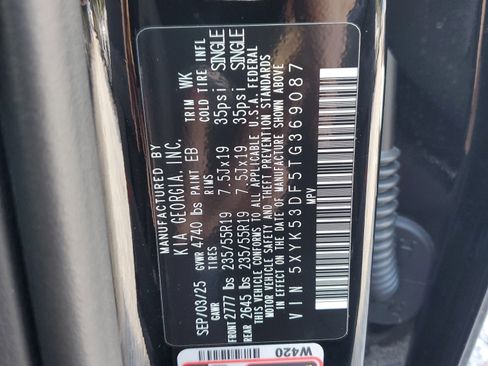 MANUFACTURED BY
KIA GEORGIA, INC.
SEP/03/25 GVWR 4740 lbs PAINT EB TRIM WK
GAWR TIRES RIMS COLD TIRE INFL
FRONT 2777 lbs 235/55R19 7.5Jx19 35psi SINGLE
REAR 2645 lbs 235/55R19 7.5Jx19 35psi SINGLE
THIS VEHICLE CONFORMS TO ALL APPLICABLE U.S.A. FEDERAL
MOTOR VEHICLE SAFETY AND THEFT PREVENTION STANDARDS
IN EFFECT ON THE DATE OF MANUFACTURE SHOWN ABOVE
VIN 5XYK53DF5TG369087
MPV
W420